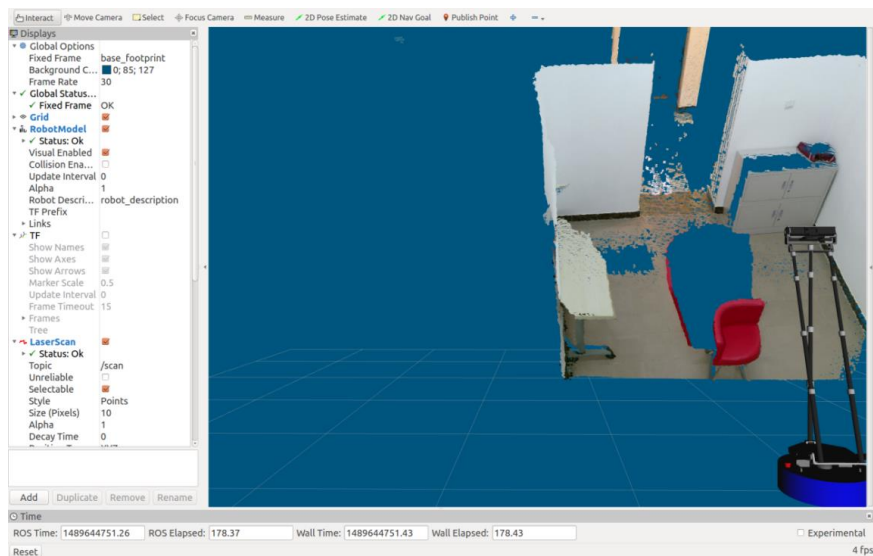 Interact Move Camera Select Focus Camera Measure 2D Pose Estimate 2D Nav Goal Publish Point
Displays
Global Options
Fixed Frame base_footprint
Background C... 0; 85; 127
Frame Rate 30
Global Status...
Fixed Frame OK
Grid
RobotModel
Status: Ok
Visual Enabled
Collision Ena...
Update Interval 0
Alpha 1
Robot Descri... robot_description
TF Prefix
Links
TF
Show Names
Show Axes
Show Arrows
Marker Scale 0.5
Update Interval 0
Frame Timeout 15
Frames
Tree
LaserScan
Status: Ok
Topic /scan
Unreliable
Selectable
Style Points
Size (Pixels) 10
Alpha 1
Decay Time 0
Add Duplicate Remove Rename
Time
ROS Time: 1489644751.26 ROS Elapsed: 178.37 Wall Time: 1489644751.43 Wall Elapsed: 178.43 Experimental
Reset 4 fps